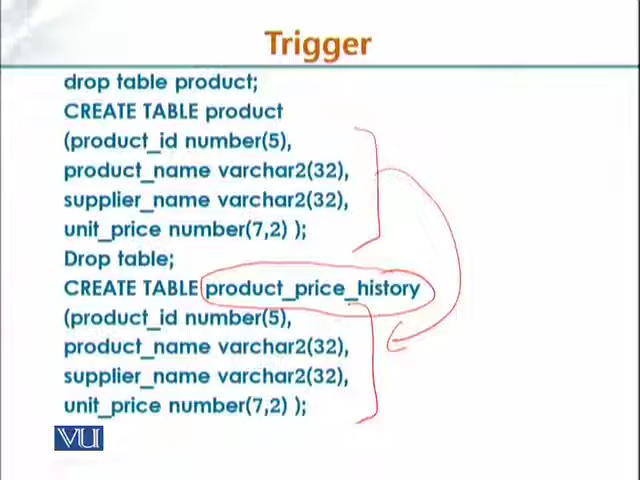 Trigger
drop table product;
CREATE TABLE product
(product_id number(5),
product_name varchar2(32),
supplier_name varchar2(32),
unit_price number(7,2) );
Drop table;
CREATE TABLE product_price_history
(product_id number(5),
product_name varchar2(32),
supplier_name varchar2(32),
unit_price number(7,2) );
VU